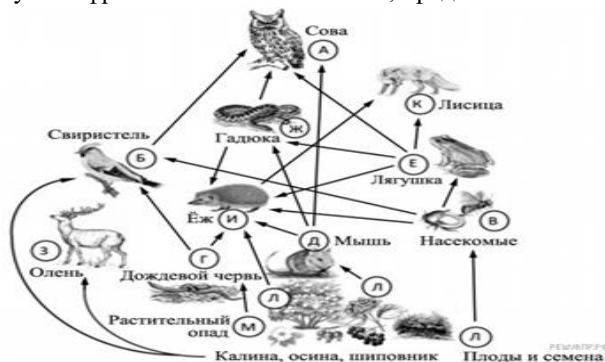 Сова
А
К Лисица
Свиристель
Б
Гадюка
Ж
Е
Лягушка
Ёж И
З
Олень
Г
Д Мышь
В
Насекомые
Дождевой червь
Л
Л
Растительный опад
М
Л
Калина, осина, шиповник
Плоды и семена